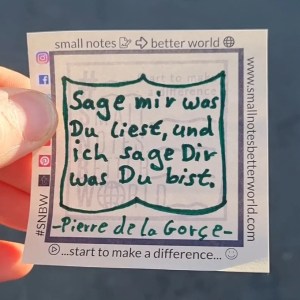 small notes → better world
Sage mir was
Du liest, und
ich sage Dir
was Du bist.
-Pierre de la Gorçe-
...start to make a difference...
#SNBW
www.smallnotesbetterworld.com